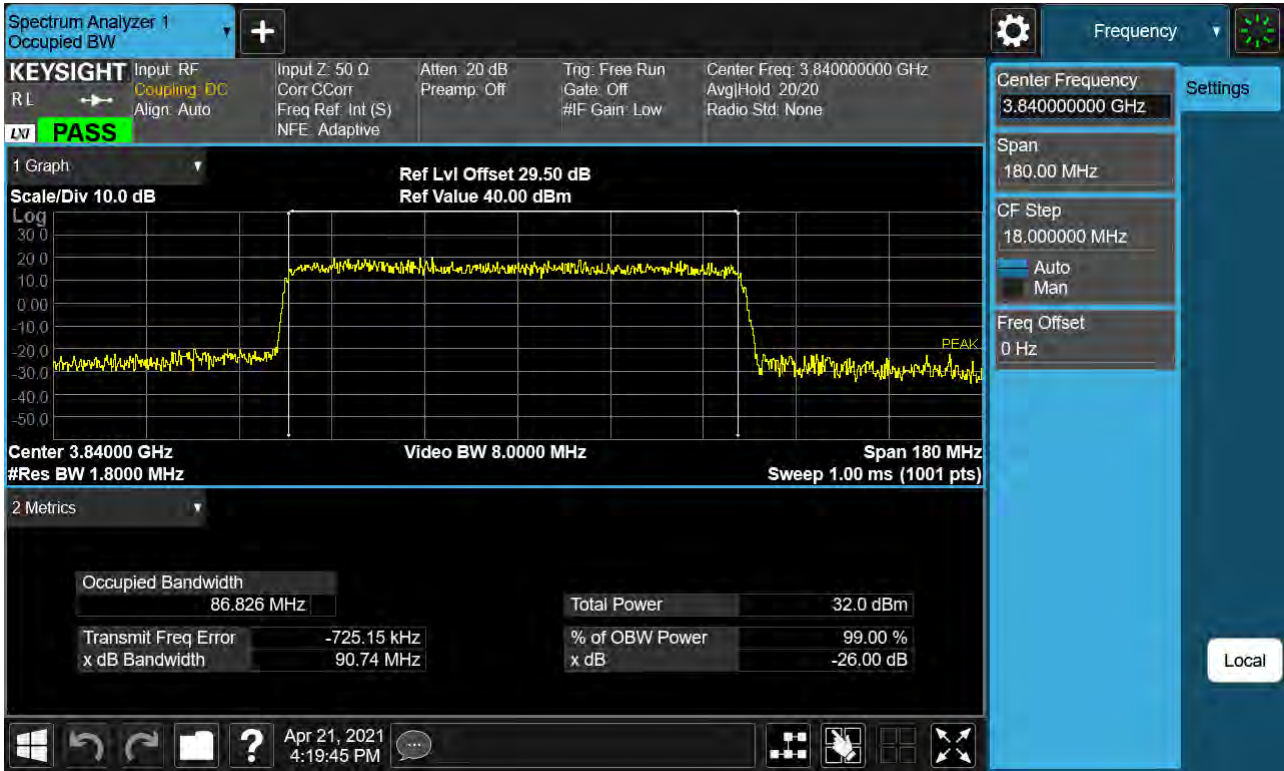 Spectrum Analyzer 1
Occupied BW
Frequency
KEYSIGHT
RL
LXI
PASS
Input: RF
Coupling: DC
Align: Auto
Input Z: 50 Ω
Corr CCorr
Freq Ref: Int (S)
NFE: Adaptive
Atten: 20 dB
Preamp: Off
Trig: Free Run
Gate: Off
#IF Gain: Low
Center Freq: 3.840000000 GHz
Avg|Hold: 20/20
Radio Std: None
Center Frequency
3.840000000 GHz
Settings
Span
180.00 MHz
CF Step
18.000000 MHz
Auto
Man
Freq Offset
0 Hz
Local
1 Graph
Scale/Div 10.0 dB
Ref Lvl Offset 29.50 dB
Ref Value 40.00 dBm
Log
30.0
20.0
10.0
0.00
-10.0
-20.0
-30.0
-40.0
-50.0
PEAK
Center 3.84000 GHz
#Res BW 1.8000 MHz
Video BW 8.0000 MHz
Span 180 MHz
Sweep 1.00 ms (1001 pts)
2 Metrics
Occupied Bandwidth
86.826 MHz
Transmit Freq Error -725.15 kHz
x dB Bandwidth 90.74 MHz
Total Power 32.0 dBm
% of OBW Power 99.00 %
x dB -26.00 dB
?
Apr 21, 2021
4:19:45 PM